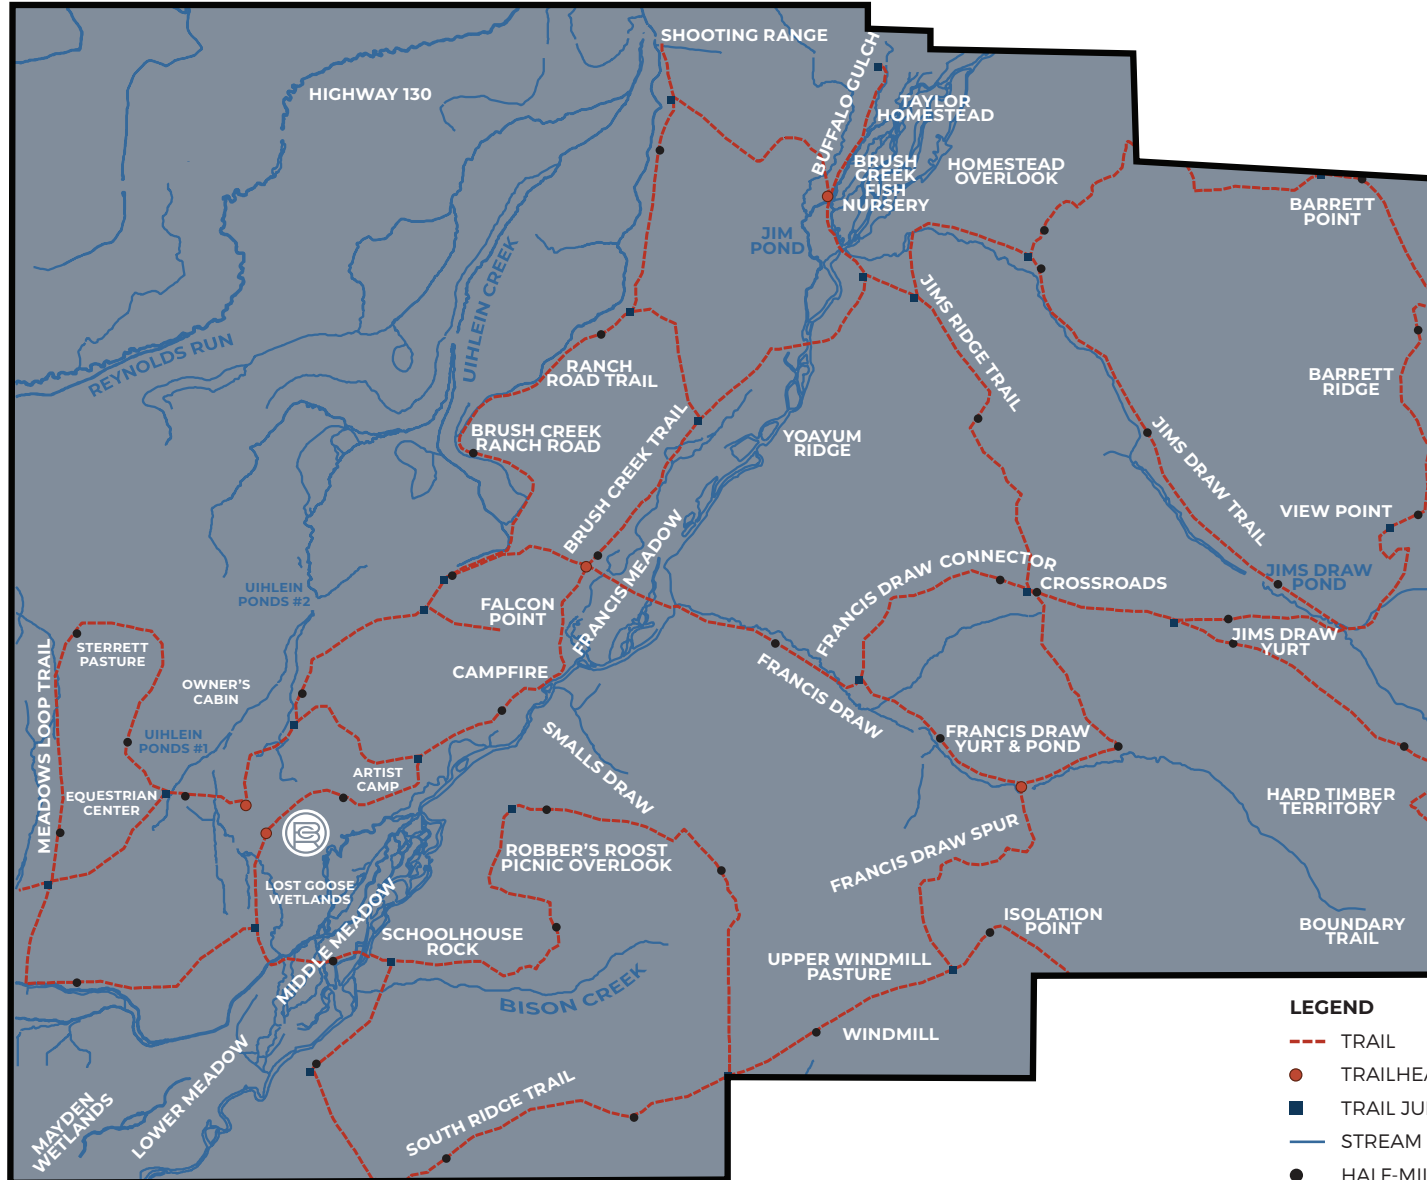 SHOOTING RANGE
HIGHWAY 130
BUFFALO GULCH
TAYLOR
HOMESTEAD
BRUSH
CREEK
FISH
NURSERY
HOMESTEAD
OVERLOOK
BARRETT
POINT
JIM
POND
UIHLEIN CREEK
REYNOLDS RUN
JIMS RIDGE TRAIL
RANCH
ROAD TRAIL
BARRETT
RIDGE
BRUSH CREEK
RANCH ROAD
BRUSH CREEK TRAIL
YOAYUM
RIDGE
JIMS DRAW TRAIL
VIEW POINT
FRANCIS MEADOW
FRANCIS DRAW CONNECTOR
CROSSROADS
JIMS DRAW
POND
UIHLEIN
PONDS #2
FALCON
POINT
JIMS DRAW
YURT
STERRETT
PASTURE
MEADOWS LOOP TRAIL
OWNER'S
CABIN
CAMPFIRE
FRANCIS DRAW
UIHLEIN
PONDS #1
SMALLS DRAW
FRANCIS DRAW
YURT & POND
ARTIST
CAMP
EQUESTRIAN
CENTER
HARD TIMBER
TERRITORY
ROBBER'S ROOST
PICNIC OVERLOOK
FRANCIS DRAW SPUR
LOST GOOSE
WETLANDS
MIDDLE MEADOW
SCHOOLHOUSE
ROCK
ISOLATION
POINT
BOUNDARY
TRAIL
UPPER WINDMILL
PASTURE
BISON CREEK
WINDMILL
LOWER MEADOW
MAYDEN
WETLANDS
SOUTH RIDGE TRAIL
LEGEND
TRAIL
TRAILHEA
TRAIL JU
STREAM
HALF-MIL